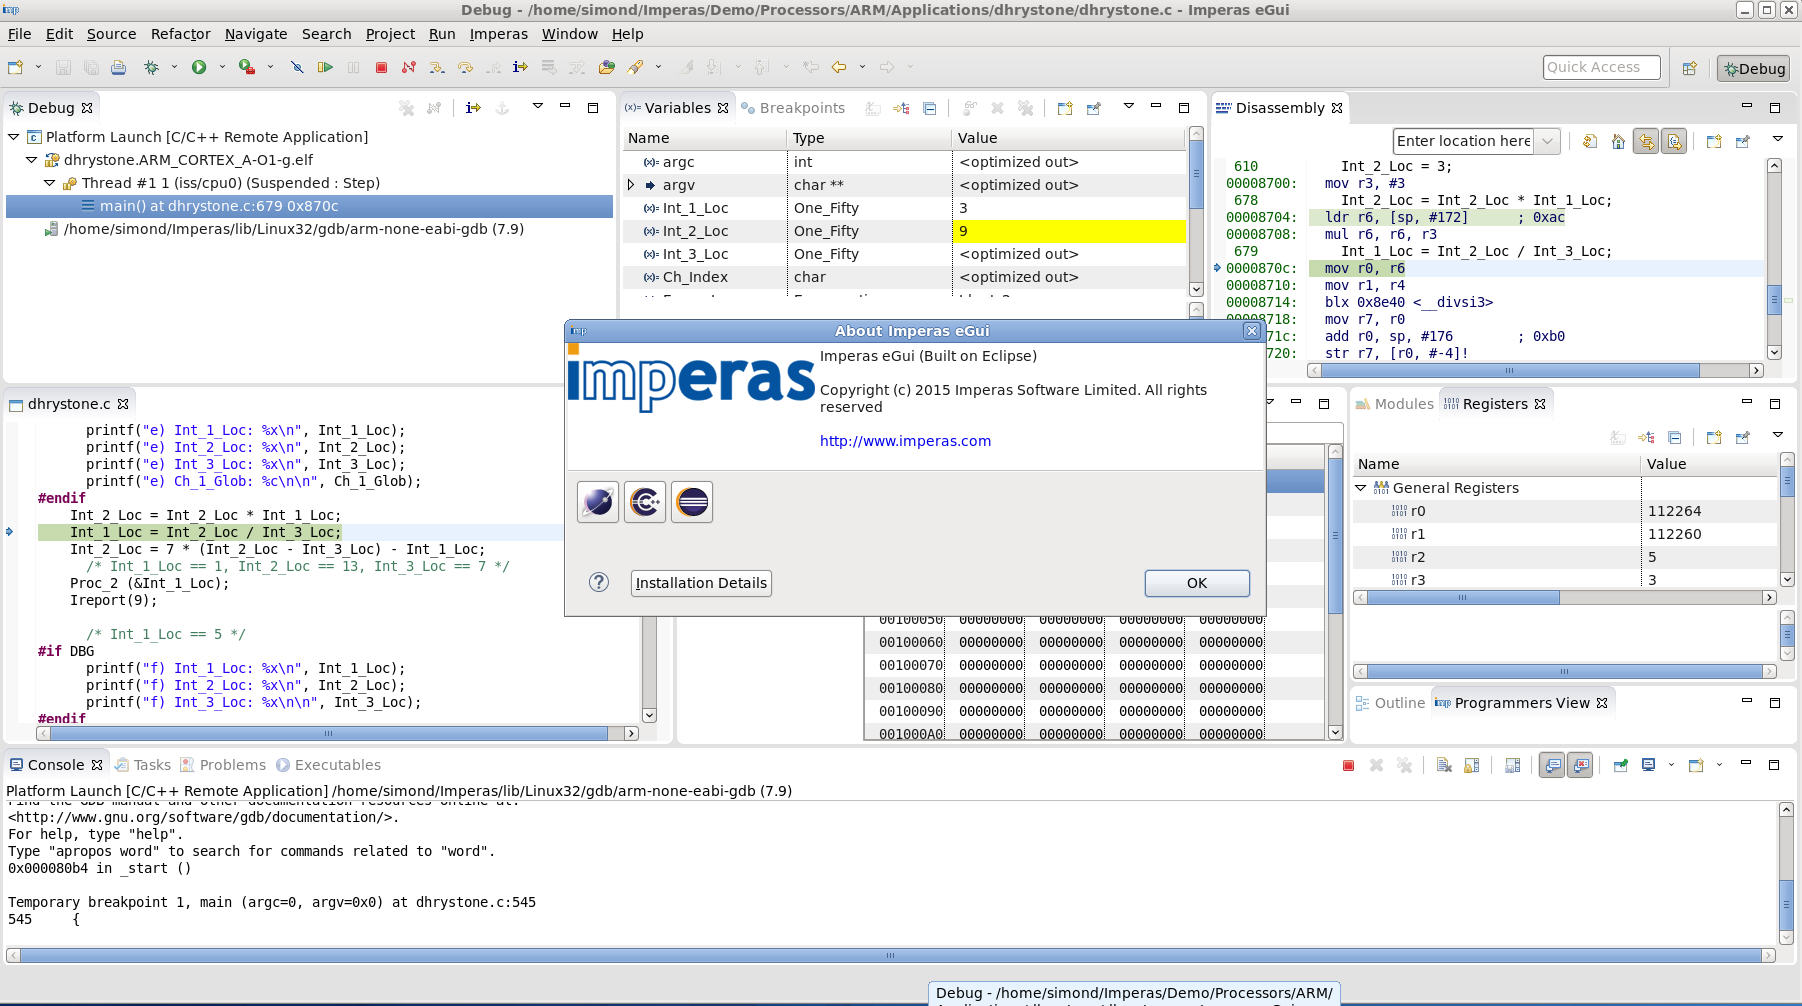 Debug - /home/simond/Imperas/Demo/Processors/ARM/Applications/dhrystone/dhrystone.c - Imperas eGui
File Edit Source Refactor Navigate Search Project Run Imperas Window Help
Quick Access
Debug
Debug
Platform Launch [C/C++ Remote Application]
dhrystone.ARM_CORTEX_A-O1-g.elf
Thread #1 1 (iss/cpu0) (Suspended : Step)
main() at dhrystone.c:679 0x870c
/home/simond/Imperas/lib/Linux32/gdb/arm-none-eabi-gdb (7.9)
Variables Breakpoints
Name Type Value
argc int <optimized out>
argv char ** <optimized out>
Int_1_Loc One_Fifty 3
Int_2_Loc One_Fifty 9
Int_3_Loc One_Fifty <optimized out>
Ch_Index char <optimized out>
Disassembly
Enter location here
610 Int_2_Loc = 3;
00008700: mov r3, #3
678 Int_2_Loc = Int_2_Loc * Int_1_Loc;
00008704: ldr r6, [sp, #172] ; 0xac
00008708: mul r6, r6, r3
679 Int_1_Loc = Int_2_Loc / Int_3_Loc;
0000870c: mov r0, r6
00008710: mov r1, r4
00008714: blx 0x8e40 <__divsi3>
8718: mov r7, r0
71c: add r0, sp, #176 ; 0xb0
720: str r7, [r0, #-4]!
About Imperas eGui
imperas
Imperas eGui (Built on Eclipse)
Copyright (c) 2015 Imperas Software Limited. All rights
reserved
http://www.imperas.com
C++
Installation Details
OK
dhrystone.c
printf("e) Int_1_Loc: %x\n", Int_1_Loc);
printf("e) Int_2_Loc: %x\n", Int_2_Loc);
printf("e) Int_3_Loc: %x\n", Int_3_Loc);
printf("e) Ch_1_Glob: %c\n\n", Ch_1_Glob);
#endif
Int_2_Loc = Int_2_Loc * Int_1_Loc;
Int_1_Loc = Int_2_Loc / Int_3_Loc;
Int_2_Loc = 7 * (Int_2_Loc - Int_3_Loc) - Int_1_Loc;
/* Int_1_Loc == 1, Int_2_Loc == 13, Int_3_Loc == 7 */
Proc_2 (&Int_1_Loc);
Ireport(9);
/* Int_1_Loc == 5 */
#if DBG
printf("f) Int_1_Loc: %x\n", Int_1_Loc);
printf("f) Int_2_Loc: %x\n", Int_2_Loc);
printf("f) Int_3_Loc: %x\n\n", Int_3_Loc);
#endif
00100050 00000000 00000000 00000000 00000000
00100060 00000000 00000000 00000000 00000000
00100070 00000000 00000000 00000000 00000000
00100080 00000000 00000000 00000000 00000000
00100090 00000000 00000000 00000000 00000000
001000A0 00000000 00000000 00000000 00000000
Modules Registers
Name Value
General Registers
r0 112264
r1 112260
r2 5
r3 3
Outline Programmers View
Console Tasks Problems Executables
Platform Launch [C/C++ Remote Application] /home/simond/Imperas/lib/Linux32/gdb/arm-none-eabi-gdb (7.9)
Find the GDB manual and other documentation resources online at:
<http://www.gnu.org/software/gdb/documentation/>.
For help, type "help".
Type "apropos word" to search for commands related to "word".
0x000080b4 in _start ()
Temporary breakpoint 1, main (argc=0, argv=0x0) at dhrystone.c:545
545 {
Debug - /home/simond/Imperas/Demo/Processors/ARM/